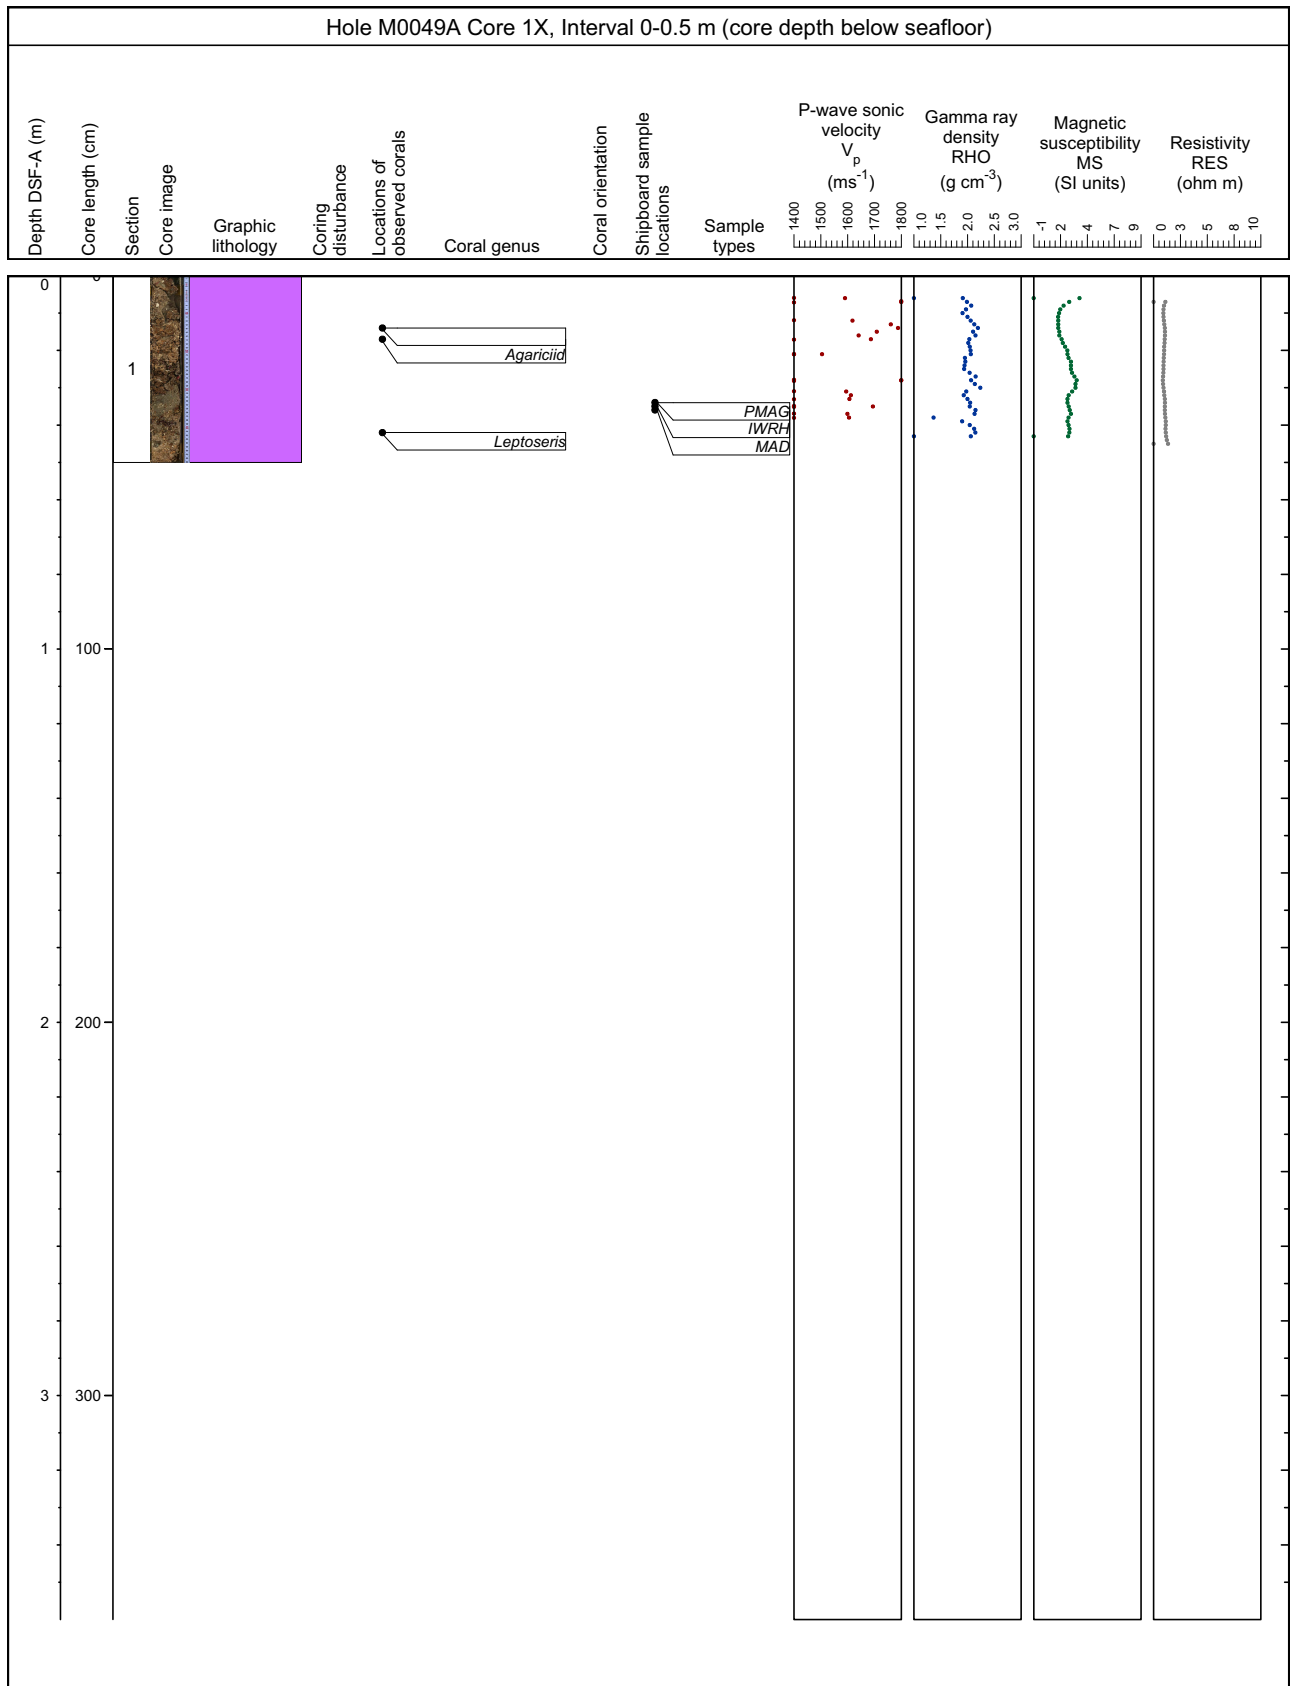 Hole M0049A Core 1X, Interval 0-0.5 m (core depth below seafloor)
Depth DSF-A (m)
Core length (cm)
Section
Core image
Graphic
lithology
Coring
disturbance
Locations of
observed corals
Coral genus
Coral orientation
Shipboard sample
locations
Sample
types
P-wave sonic
velocity
Vp
(ms-1)
1400 1500 1600 1700 1800
Gamma ray
density
RHO
(g cm-3)
1.0 1.5 2.0 2.5 3.0
Magnetic
susceptibility
MS
(SI units)
-1 2 4 7 9
Resistivity
RES
(ohm m)
0 3 5 8 10
0 0
1
Agariciid
PMAG
IWRH
MAD
Leptoseris
1 100
2 200
3 300